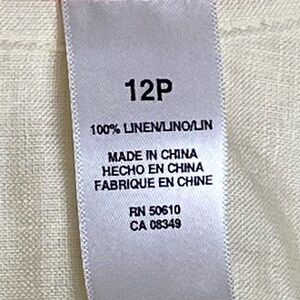 12P
100% LINEN/LINO/LIN
MADE IN CHINA
HECHO EN CHINA
FABRIQUE EN CHINE
RN 50610
CA 08349